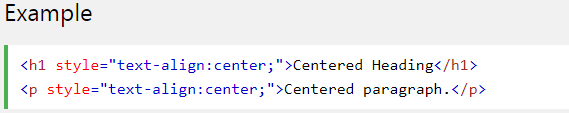 Example
<h1 style="text-align:center;">Centered Heading</h1>
<p style="text-align:center;">Centered paragraph.</p>